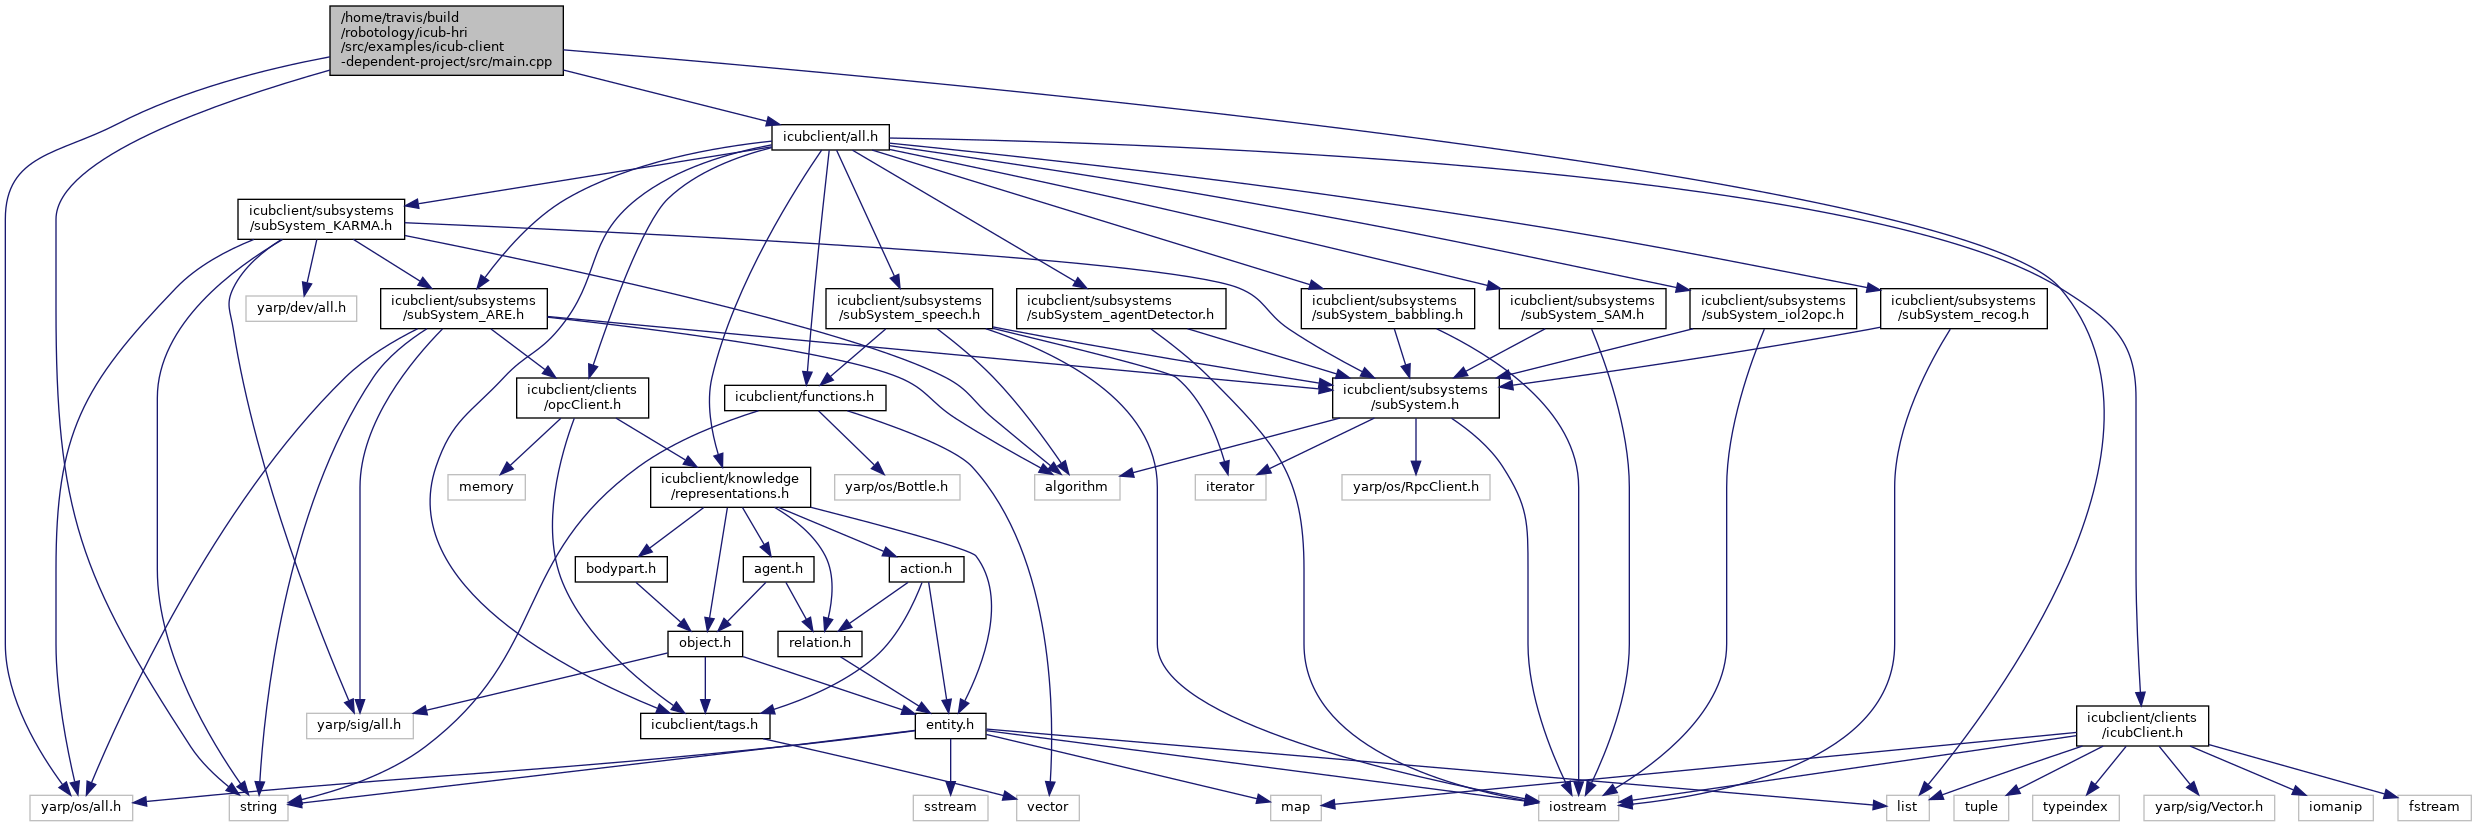 /home/travis/build
/robotology/icub-hri
/src/examples/icub-client
-dependent-project/src/main.cpp
icubclient/all.h
icubclient/subsystems
/subSystem_KARMA.h
yarp/dev/all.h
icubclient/subsystems
/subSystem_ARE.h
icubclient/subsystems
/subSystem_speech.h
icubclient/subsystems
/subSystem_agentDetector.h
icubclient/subsystems
/subSystem_babbling.h
icubclient/subsystems
/subSystem_SAM.h
icubclient/subsystems
/subSystem_iol2opc.h
icubclient/subsystems
/subSystem_recog.h
icubclient/clients
/opcClient.h
icubclient/functions.h
icubclient/subsystems
/subSystem.h
memory
icubclient/knowledge
/representations.h
yarp/os/Bottle.h
algorithm
iterator
yarp/os/RpcClient.h
bodypart.h
agent.h
action.h
object.h
relation.h
yarp/sig/all.h
icubclient/tags.h
entity.h
icubclient/clients
/icubClient.h
yarp/os/all.h
string
sstream
vector
map
iostream
list
tuple
typeindex
yarp/sig/Vector.h
iomanip
fstream